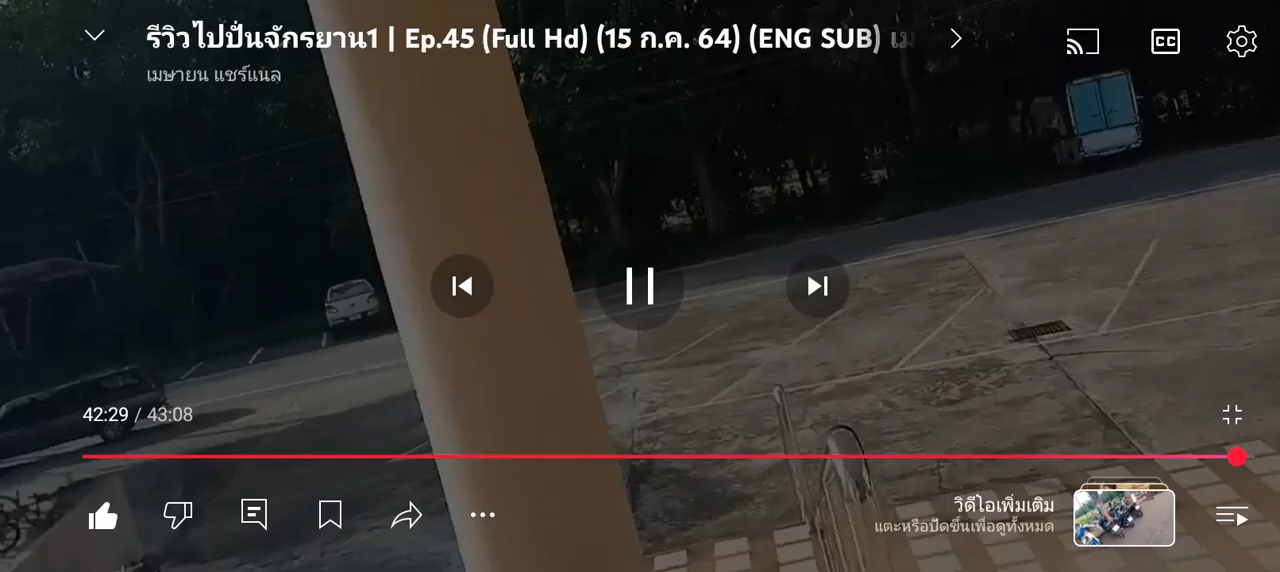 รีวิวไปปั่นจักรยาน1 | Ep.45 (Full Hd) (15 ก.ค. 64) (ENG SUB) เม
เมษายน แชร์แนล
CC
42:29 / 43:08
วิดีโอเพิ่มเติม
แตะหรือปัดขึ้นเพื่อดูทั้งหมด